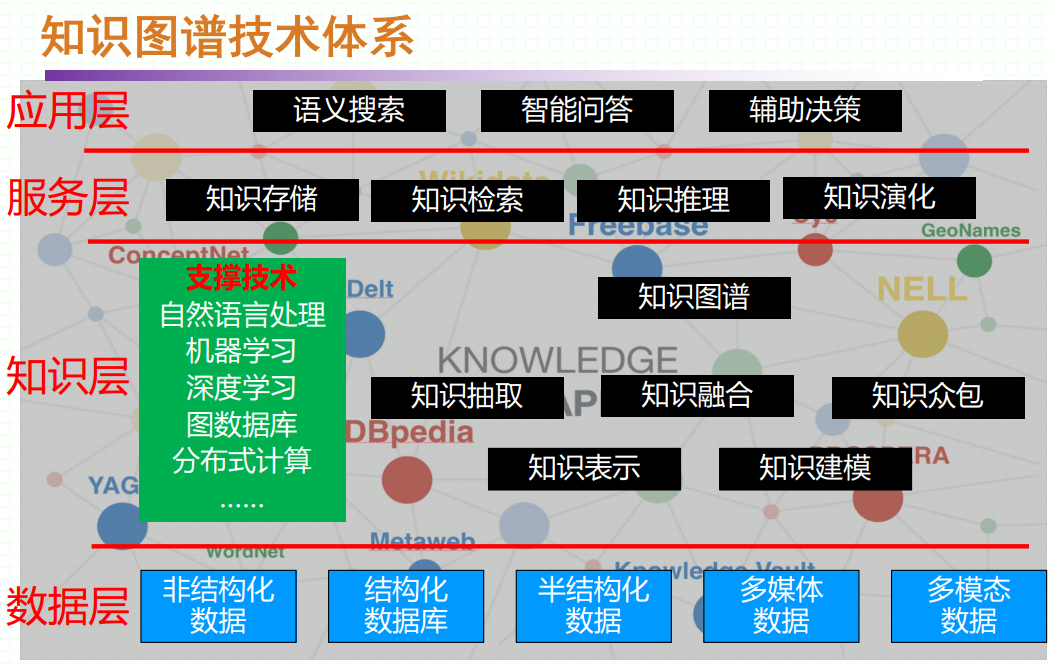 知识图谱技术体系
应用层
语义搜索
智能问答
辅助决策
服务层
知识存储
知识检索
知识推理
知识演化
Wikidata
Freebase
Cyc
GeoNames
ConceptNet
支撑技术
自然语言处理
机器学习
深度学习
图数据库
分布式计算
......
知识层
知识图谱
NELL
KNOWLEDGE
知识抽取
知识融合
知识众包
DBpedia
知识表示
知识建模
YAG
Metaweb
WordNet
Knowledge Vault
数据层
非结构化
数据
结构化
数据库
半结构化
数据
多媒体
数据
多模态
数据